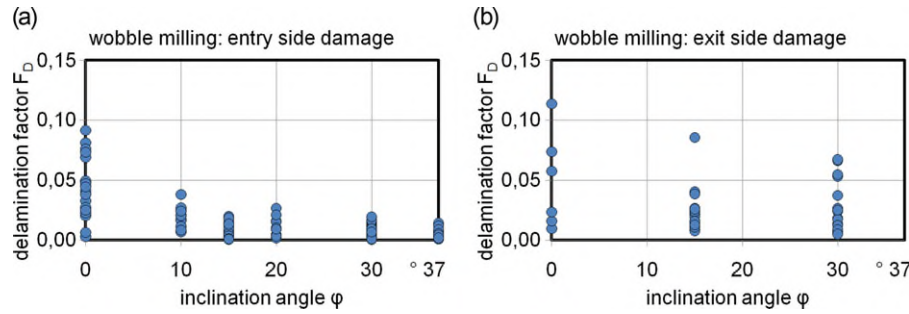 (a)
wobble milling: entry side damage
delamination factor F_D
0,15
0,10
0,05
0,00
0 10 20 30 ° 37
inclination angle φ
(b)
wobble milling: exit side damage
delamination factor F_D
0,15
0,10
0,05
0,00
0 10 20 30 ° 37
inclination angle φ